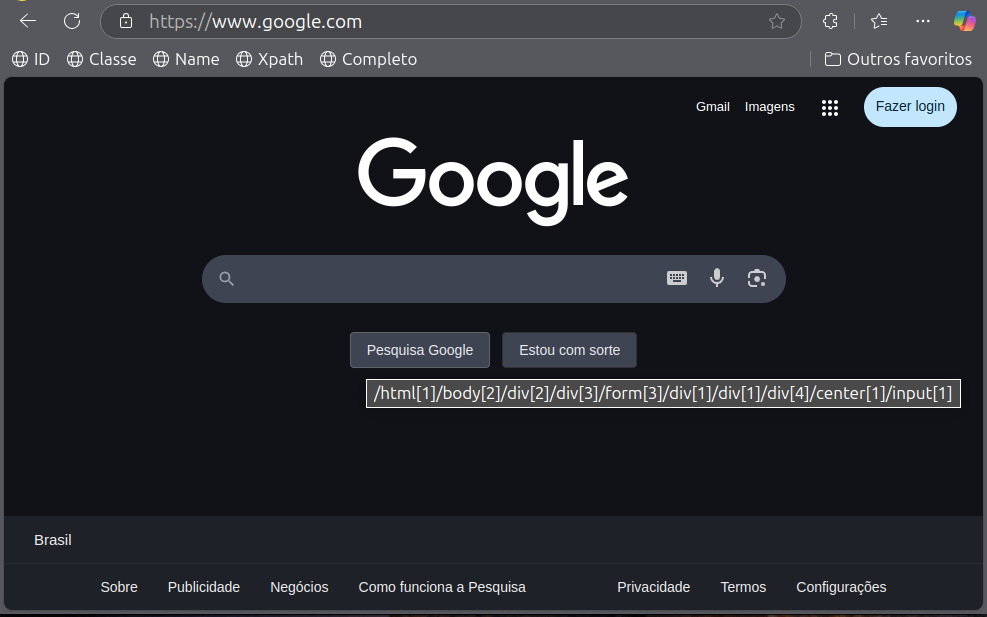 https://www.google.com
ID Classe Name Xpath Completo Outros favoritos
Gmail Imagens Fazer login
Google
Pesquisa Google Estou com sorte
/html[1]/body[2]/div[2]/div[3]/form[3]/div[1]/div[1]/div[4]/center[1]/input[1]
Brasil
Sobre Publicidade Negócios Como funciona a Pesquisa Privacidade Termos Configurações